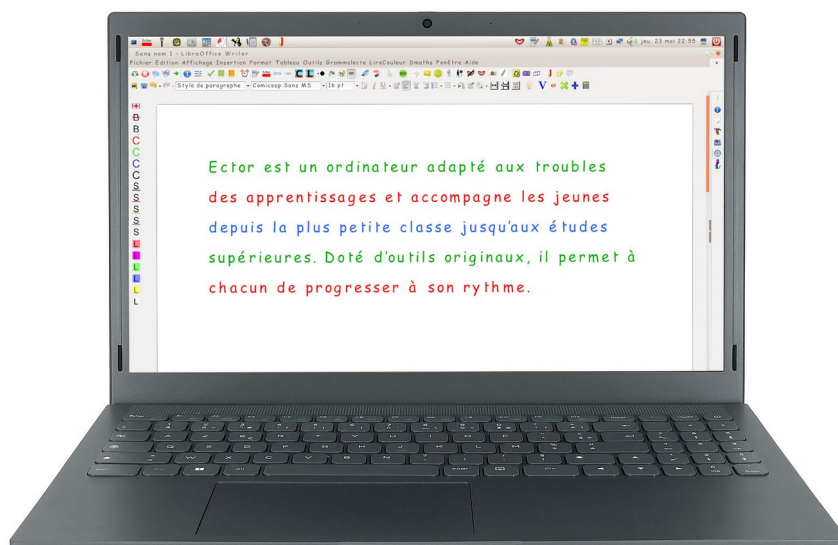 jeu. 23 mai 22:55
Sans nom 1 - LibreOffice Writer
Fichier Edition Affichage Insertion Format Tableau Outils Grammalecte LireCouleur Dmaths Fenêtre Aide
Style de paragraphe Comicasp Sans MS 16 pt
B
B
C
C
C
C
S
S
S
S
S
L
L
L
L
L
L
Ector est un ordinateur adapté aux troubles
des apprentissages et accompagne les jeunes
depuis la plus petite classe jusqu'aux études
supérieures. Doté d'outils originaux, il permet à
chacun de progresser à son rythme.